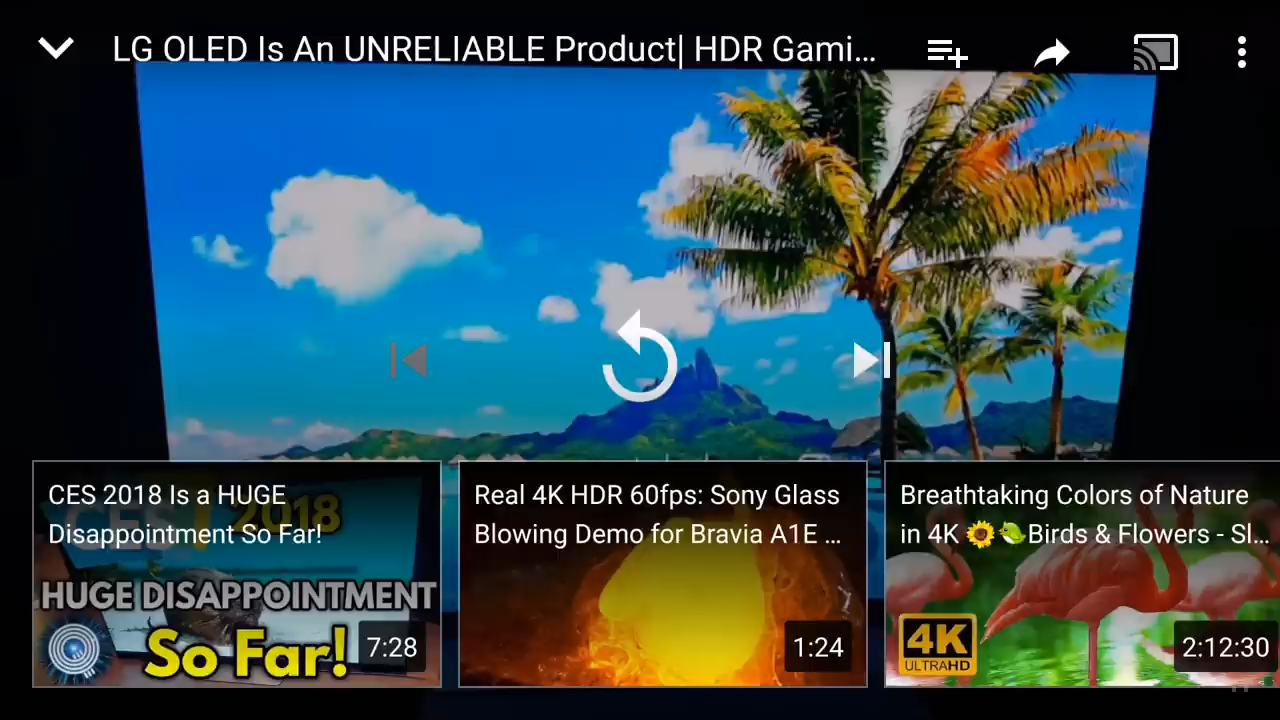 LG OLED Is An UNRELIABLE Product| HDR Gami...
CES 2018 Is a HUGE
Disappointment So Far!
CES 2018
HUGE DISAPPOINTMENT
So Far!
7:28
Real 4K HDR 60fps: Sony Glass
Blowing Demo for Bravia A1E ...
1:24
Breathtaking Colors of Nature
in 4K 🌻🐤Birds & Flowers - Sl...
4K
ULTRAHD
2:12:30